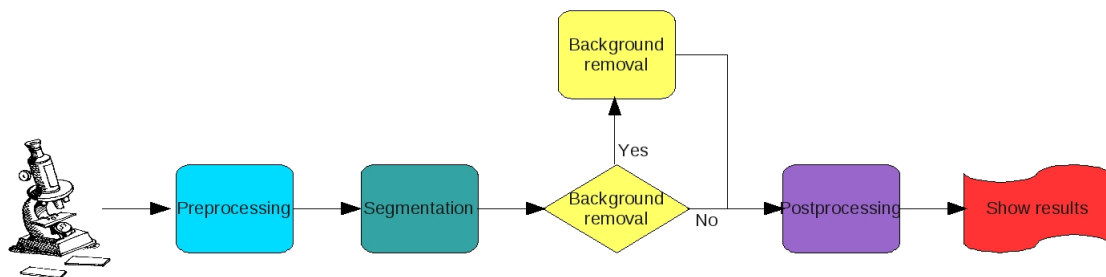 Background
removal
Yes
Preprocessing
Segmentation
Background
removal
No
Postprocessing
Show results